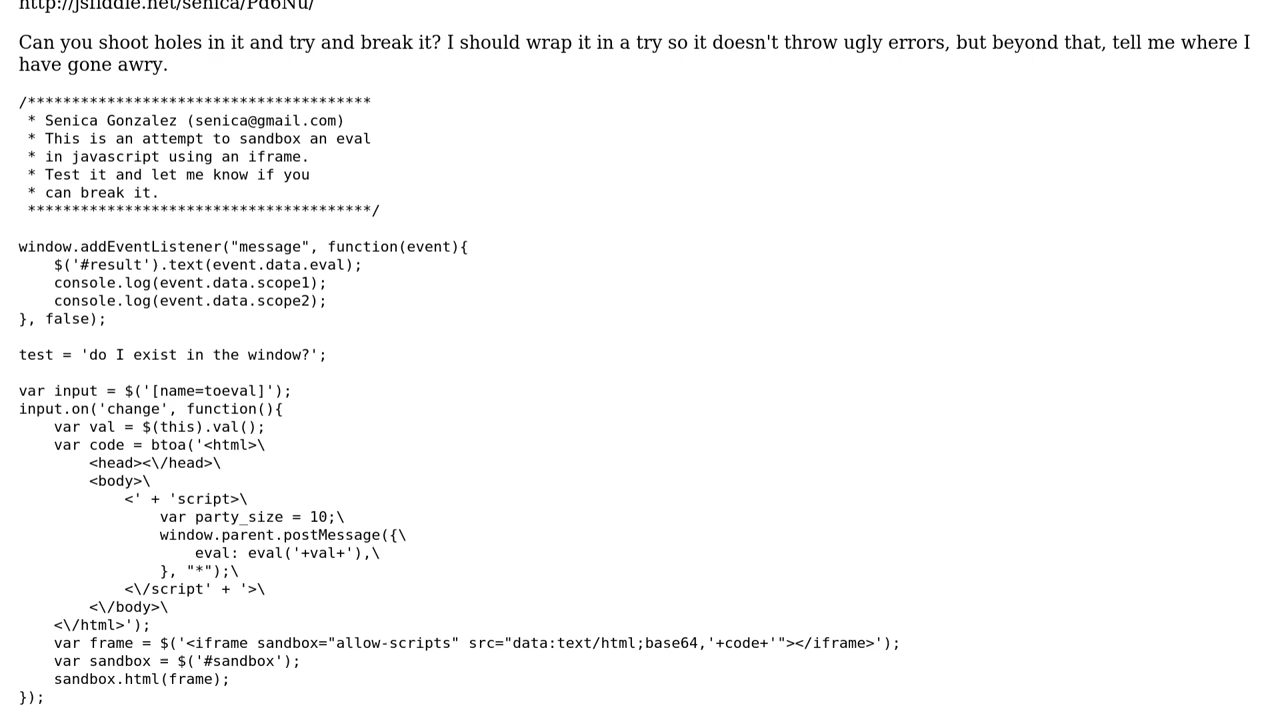 http://jsfiddle.net/senica/Pd6Nu/
Can you shoot holes in it and try and break it? I should wrap it in a try so it doesn't throw ugly errors, but beyond that, tell me where I
have gone awry.
/***************************************
 * Senica Gonzalez (senica@gmail.com)
 * This is an attempt to sandbox an eval
 * in javascript using an iframe.
 * Test it and let me know if you
 * can break it.
 ***************************************/
window.addEventListener("message", function(event){
    $('#result').text(event.data.eval);
    console.log(event.data.scope1);
    console.log(event.data.scope2);
}, false);
test = 'do I exist in the window?';
var input = $('[name=toeval]');
input.on('change', function(){
    var val = $(this).val();
    var code = btoa('<html>\
        <head><\/head>\
        <body>\
            <' + 'script>\
                var party_size = 10;\
                window.parent.postMessage({\
                    eval: eval('+val+'),\
                }, "*");\
            <\/script' + '>\
        <\/body>\
    <\/html>');
    var frame = $('<iframe sandbox="allow-scripts" src="data:text/html;base64,'+code+'"></iframe>');
    var sandbox = $('#sandbox');
    sandbox.html(frame);
});